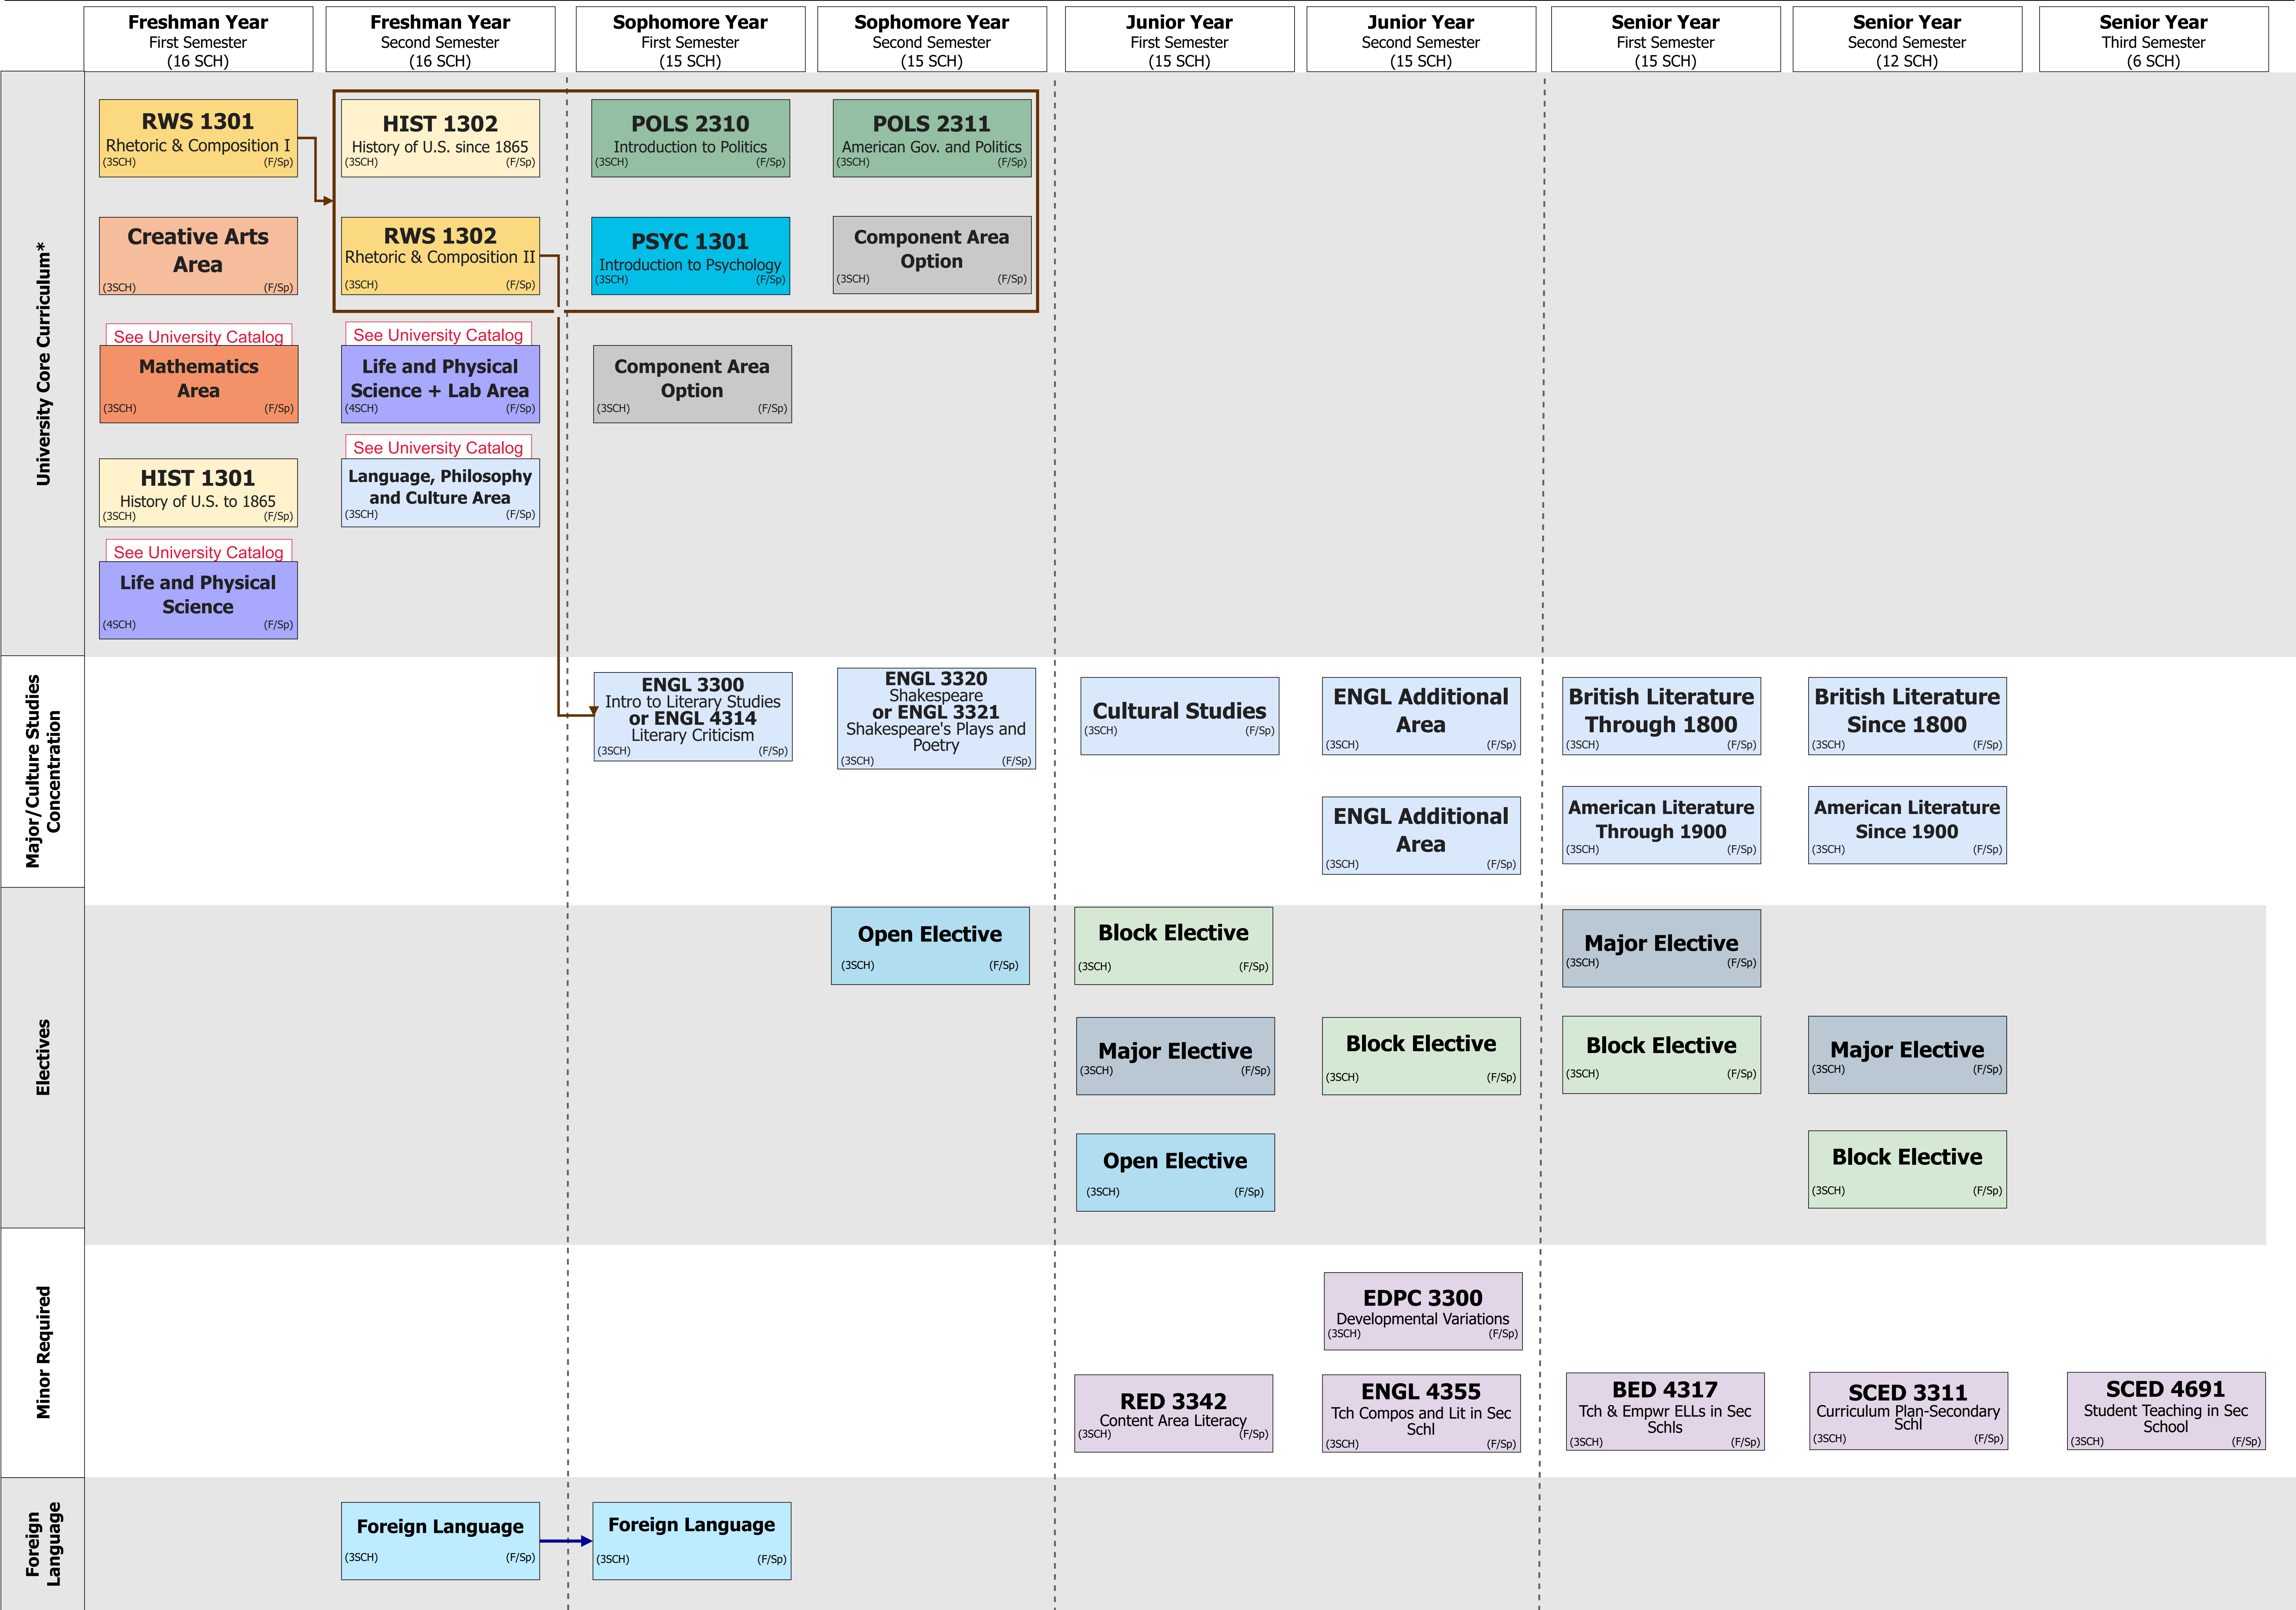 Freshman Year
First Semester
(16 SCH)
Freshman Year
Second Semester
(16 SCH)
Sophomore Year
First Semester
(15 SCH)
Sophomore Year
Second Semester
(15 SCH)
Junior Year
First Semester
(15 SCH)
Junior Year
Second Semester
(15 SCH)
Senior Year
First Semester
(15 SCH)
Senior Year
Second Semester
(12 SCH)
Senior Year
Third Semester
(6 SCH)
University Core Curriculum*
RWS 1301
Rhetoric & Composition I
(3SCH) (F/Sp)
HIST 1302
History of U.S. since 1865
(3SCH) (F/Sp)
POLS 2310
Introduction to Politics
(3SCH) (F/Sp)
POLS 2311
American Gov. and Politics
(3SCH) (F/Sp)
Creative Arts
Area
(3SCH) (F/Sp)
RWS 1302
Rhetoric & Composition II
(3SCH) (F/Sp)
PSYC 1301
Introduction to Psychology
(3SCH) (F/Sp)
Component Area
Option
(3SCH) (F/Sp)
See University Catalog
Mathematics
Area
(3SCH) (F/Sp)
See University Catalog
Life and Physical
Science + Lab Area
(4SCH) (F/Sp)
Component Area
Option
(3SCH) (F/Sp)
HIST 1301
History of U.S. to 1865
(3SCH) (F/Sp)
See University Catalog
Language, Philosophy
and Culture Area
(3SCH) (F/Sp)
See University Catalog
Life and Physical
Science
(4SCH) (F/Sp)
Major/Culture Studies
Concentration
ENGL 3300
Intro to Literary Studies
or ENGL 4314
Literary Criticism
(3SCH) (F/Sp)
ENGL 3320
Shakespeare
or ENGL 3321
Shakespeare's Plays and
Poetry
(3SCH) (F/Sp)
Cultural Studies
(3SCH) (F/Sp)
ENGL Additional
Area
(3SCH) (F/Sp)
British Literature
Through 1800
(3SCH) (F/Sp)
British Literature
Since 1800
(3SCH) (F/Sp)
ENGL Additional
Area
(3SCH) (F/Sp)
American Literature
Through 1900
(3SCH) (F/Sp)
American Literature
Since 1900
(3SCH) (F/Sp)
Electives
Open Elective
(3SCH) (F/Sp)
Block Elective
(3SCH) (F/Sp)
Major Elective
(3SCH) (F/Sp)
Major Elective
(3SCH) (F/Sp)
Block Elective
(3SCH) (F/Sp)
Block Elective
(3SCH) (F/Sp)
Major Elective
(3SCH) (F/Sp)
Open Elective
(3SCH) (F/Sp)
Block Elective
(3SCH) (F/Sp)
Minor Required
EDPC 3300
Developmental Variations
(3SCH) (F/Sp)
RED 3342
Content Area Literacy
(3SCH) (F/Sp)
ENGL 4355
Tch Compos and Lit in Sec
Schl
(3SCH) (F/Sp)
BED 4317
Tch & Empwr ELLs in Sec
Schls
(3SCH) (F/Sp)
SCED 3311
Curriculum Plan-Secondary
Schl
(3SCH) (F/Sp)
SCED 4691
Student Teaching in Sec
School
(3SCH) (F/Sp)
Foreign
Language
Foreign Language
(3SCH) (F/Sp)
Foreign Language
(3SCH) (F/Sp)